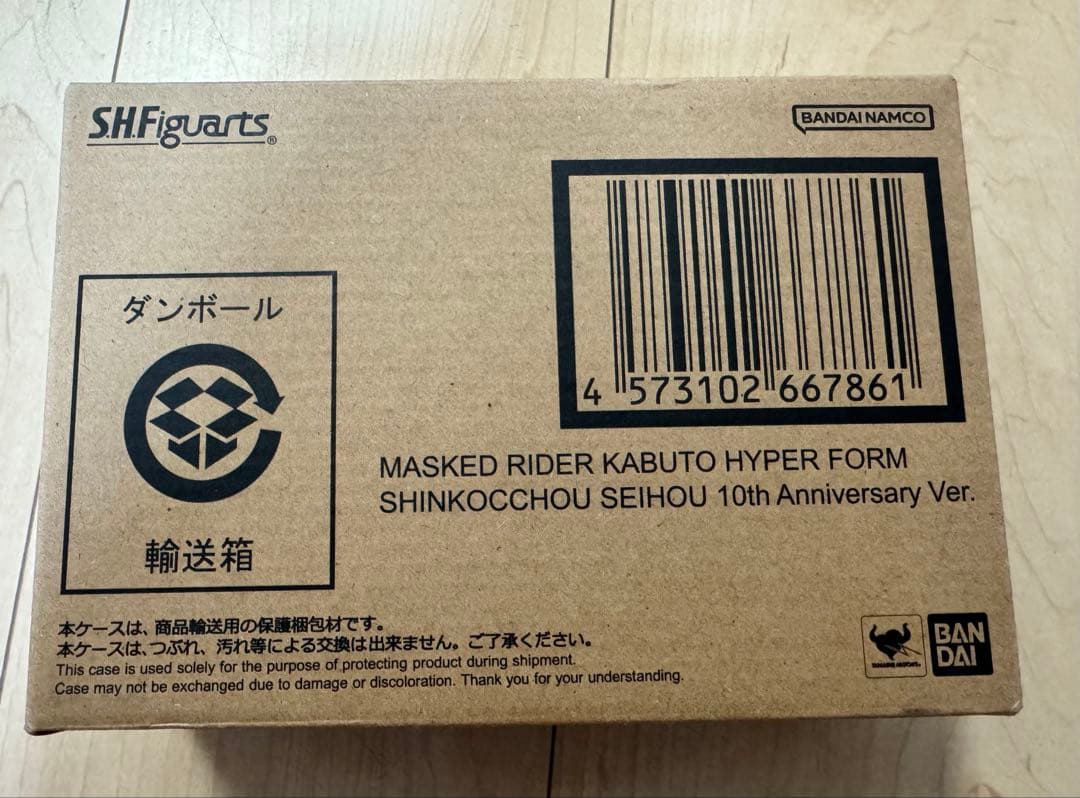 S.H.Figuarts®
BANDAI NAMCO
ダンボール
輸送箱
4 573102 667861
MASKED RIDER KABUTO HYPER FORM
SHINKOCCHOU SEIHOU 10th Anniversary Ver.
本ケースは、商品輸送用の保護梱包材です。
本ケースは、つぶれ、汚れ等による交換は出来ません。ご了承ください。
This case is used solely for the purpose of protecting product during shipment.
Case may not be exchanged due to damage or discoloration. Thank you for your understanding.
BAN
DAI